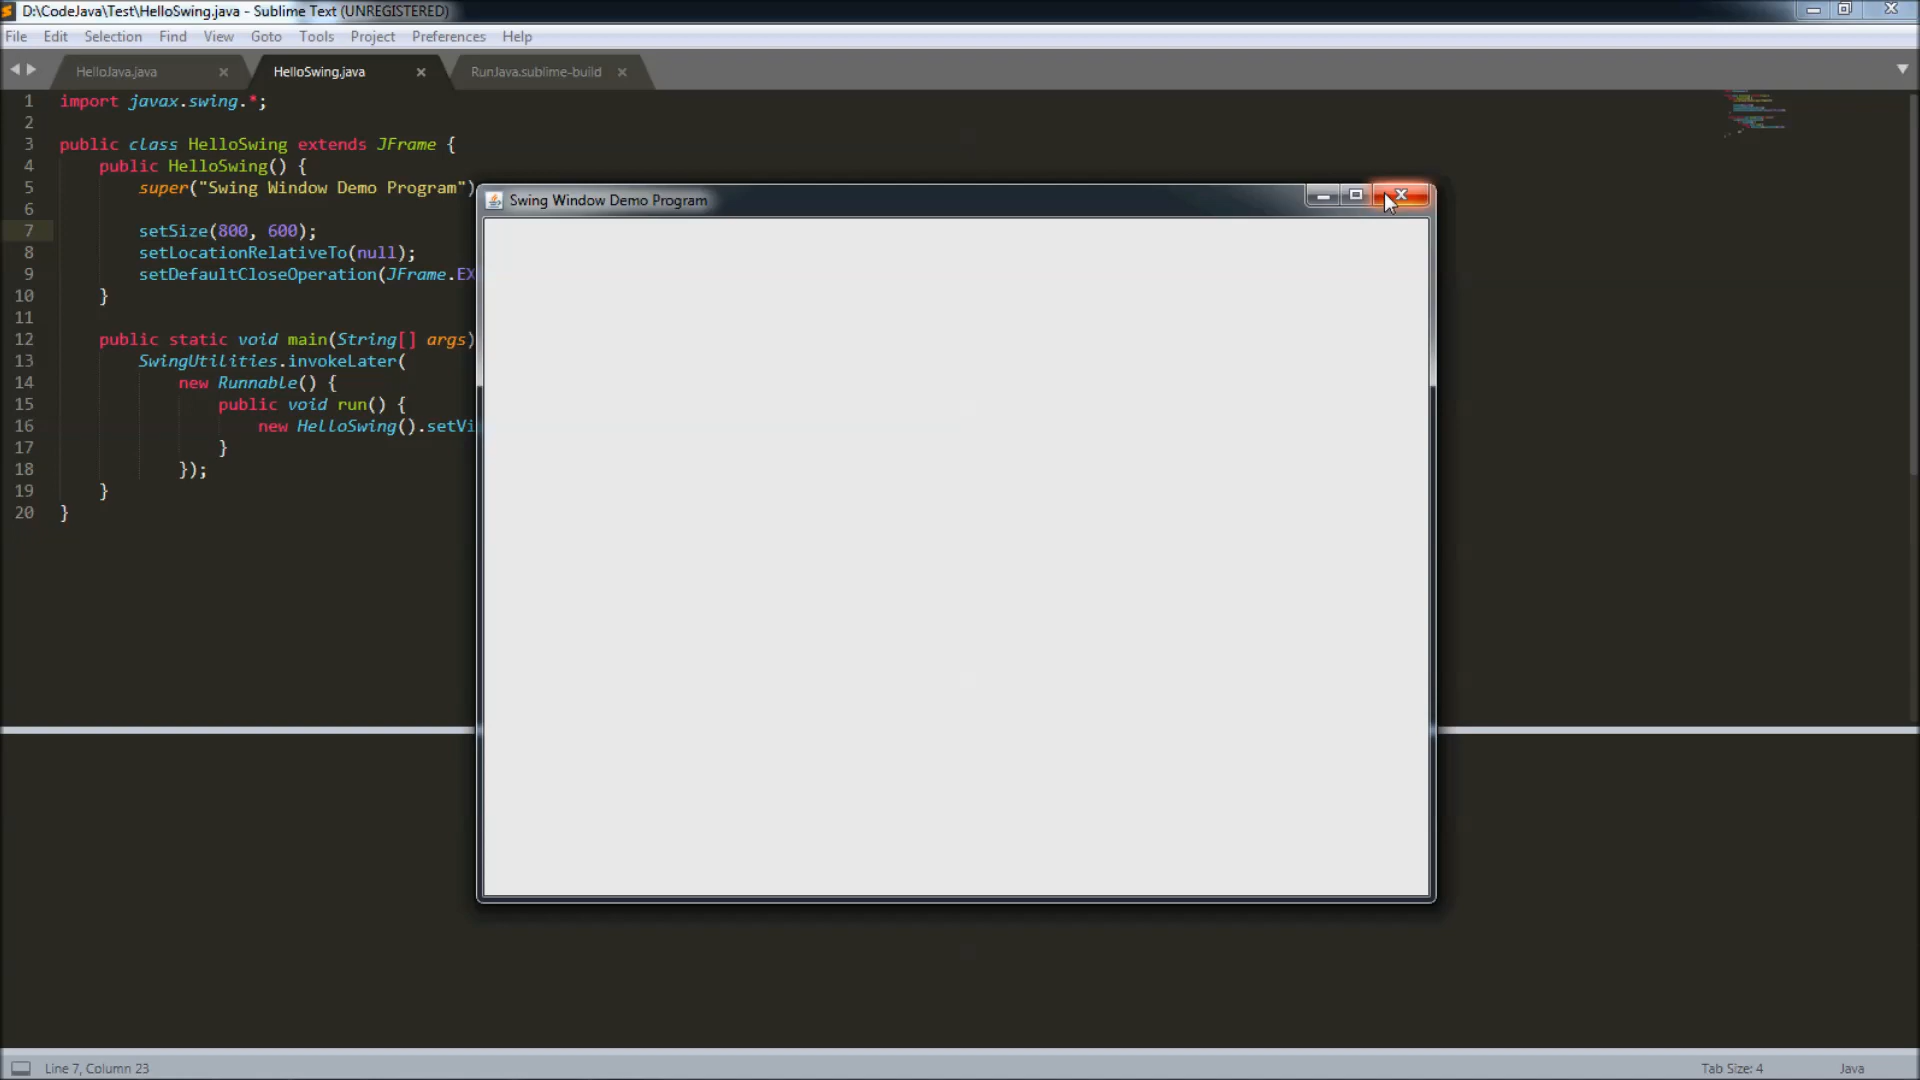 D:\CodeJava\Test\HelloSwing.java - Sublime Text (UNREGISTERED)
File Edit Selection Find View Goto Tools Project Preferences Help
HelloJava.java HelloSwing.java RunJava.sublime-build
1 import javax.swing.*;
2
3 public class HelloSwing extends JFrame {
4 public HelloSwing() {
5 super("Swing Window Demo Program")
6
7 setSize(800, 600);
8 setLocationRelativeTo(null);
9 setDefaultCloseOperation(JFrame.EX
10 }
11
12 public static void main(String[] args)
13 SwingUtilities.invokeLater(
14 new Runnable() {
15 public void run() {
16 new HelloSwing().setVi
17 }
18 });
19 }
20 }
Swing Window Demo Program
Line 7, Column 23 Tab Size: 4 Java